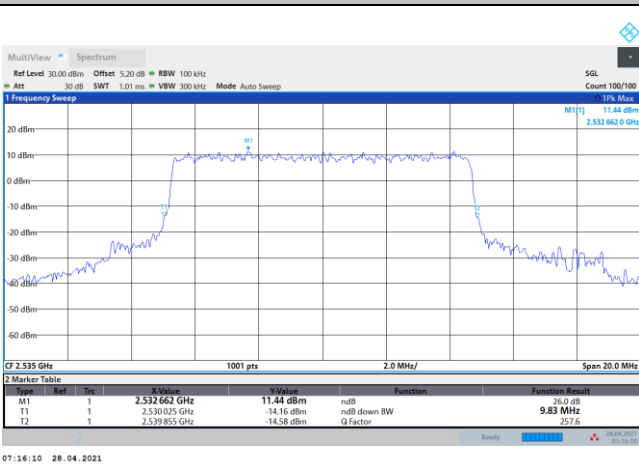 MultiView Spectrum
Ref Level 30.00 dBm Offset 5.20 dB RBW 100 kHz SGL
Att 30 dB SWT 1.01 ms VBW 300 kHz Mode Auto Sweep Count 100/100
1 Frequency Sweep 1Pk Max
M1[1] 11.44 dBm
2.532 662 0 GHz
20 dBm
M1
10 dBm
0 dBm
-10 dBm
T1 T2
-20 dBm
-30 dBm
-40 dBm
-50 dBm
-60 dBm
CF 2.535 GHz 1001 pts 2.0 MHz/ Span 20.0 MHz
2 Marker Table
Type Ref Trc X-Value Y-Value Function Function Result
M1 1 2.532 662 GHz 11.44 dBm ndB 26.0 dB
T1 1 2.530 025 GHz -14.16 dBm ndB down BW 9.83 MHz
T2 1 2.539 855 GHz -14.58 dBm Q Factor 257.6
Ready 28.04.2021
07:16:10
07:16:10 28.04.2021